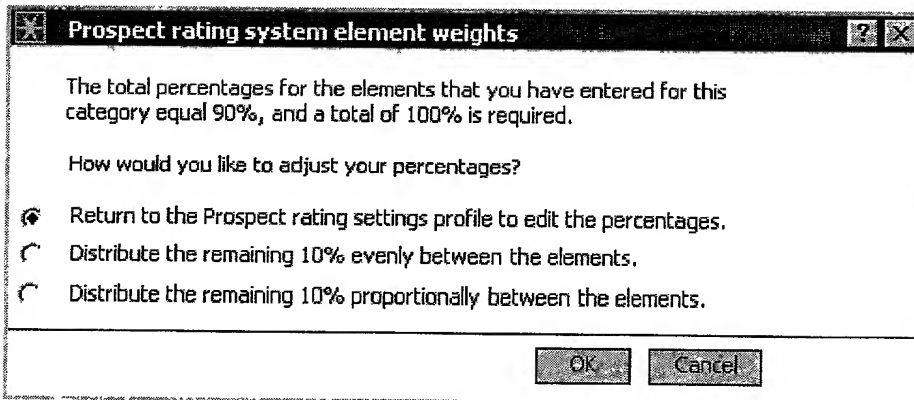 Prospect rating system element weights
The total percentages for the elements that you have entered for this
category equal 90%, and a total of 100% is required.
How would you like to adjust your percentages?
Return to the Prospect rating settings profile to edit the percentages.
Distribute the remaining 10% evenly between the elements.
Distribute the remaining 10% proportionally between the elements.
OK Cancel